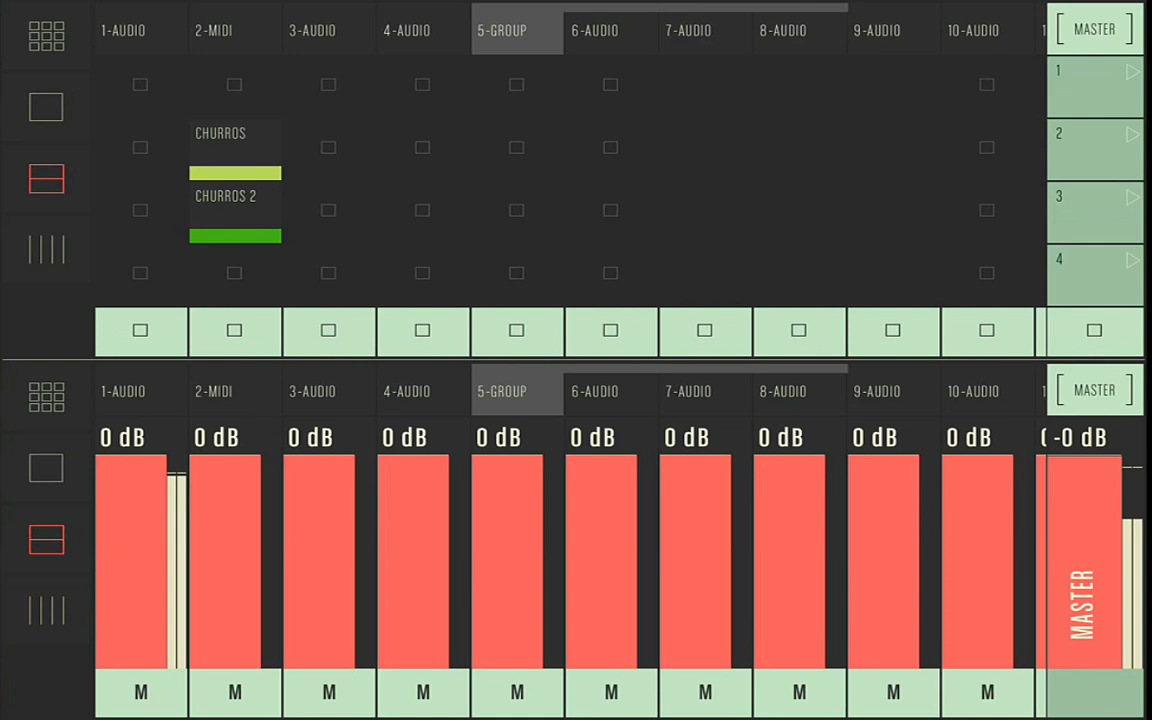 1-AUDIO 2-MIDI 3-AUDIO 4-AUDIO 5-GROUP 6-AUDIO 7-AUDIO 8-AUDIO 9-AUDIO 10-AUDIO 1 [ MASTER ]
1
CHURROS 2
CHURROS 2 3
4
1-AUDIO 2-MIDI 3-AUDIO 4-AUDIO 5-GROUP 6-AUDIO 7-AUDIO 8-AUDIO 9-AUDIO 10-AUDIO 1 [ MASTER ]
0 dB 0 dB 0 dB 0 dB 0 dB 0 dB 0 dB 0 dB 0 dB 0 dB -0 dB
MASTER
M M M M M M M M M M